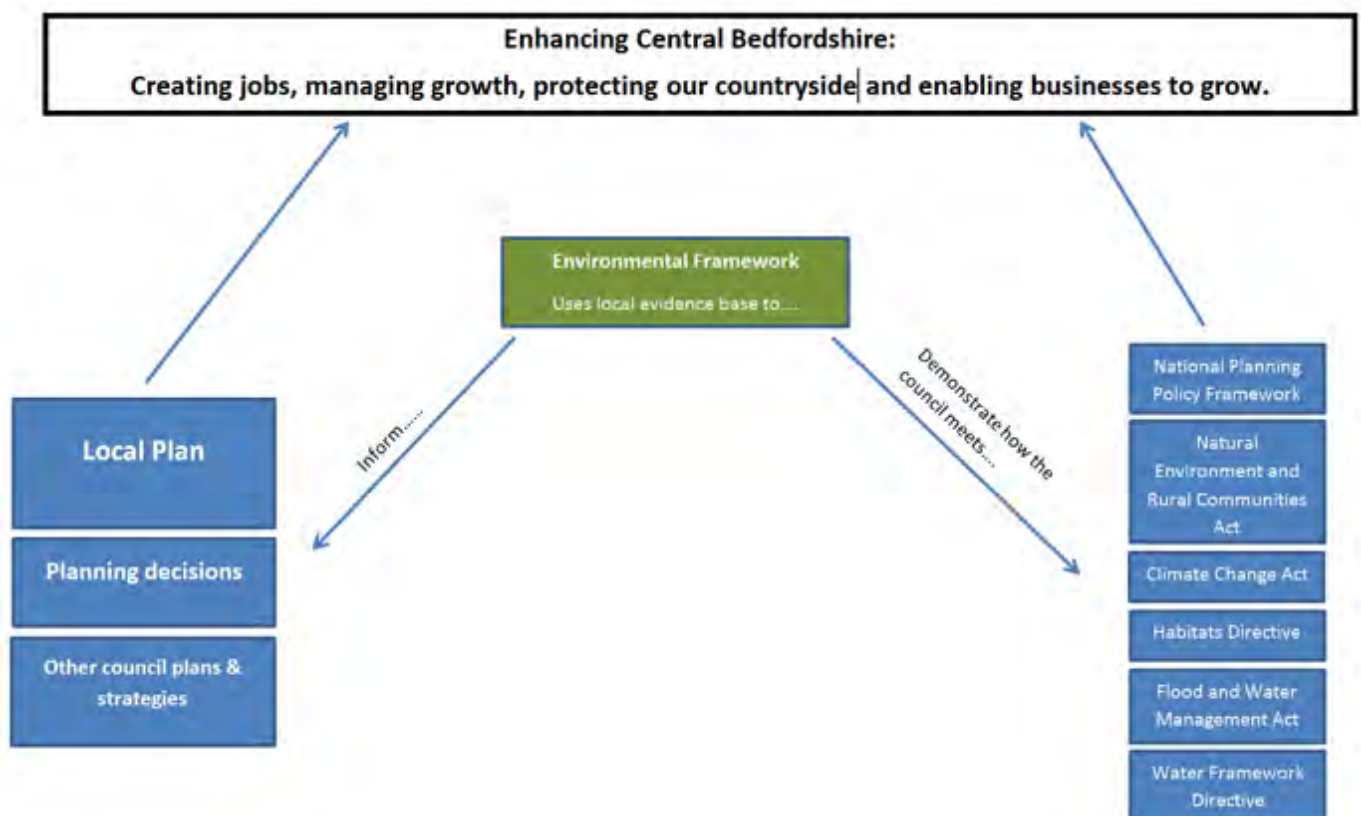 Enhancing Central Bedfordshire:
Creating jobs, managing growth, protecting our countryside and enabling businesses to grow.
Environmental Framework
Uses local evidence base to....
Inform......
Demonstrate how the
council meets....
Local Plan
Planning decisions
Other council plans &
strategies
National Planning
Policy Framework
Natural
Environment and
Rural Communities
Act
Climate Change Act
Habitats Directive
Flood and Water
Management Act
Water Framework
Directive